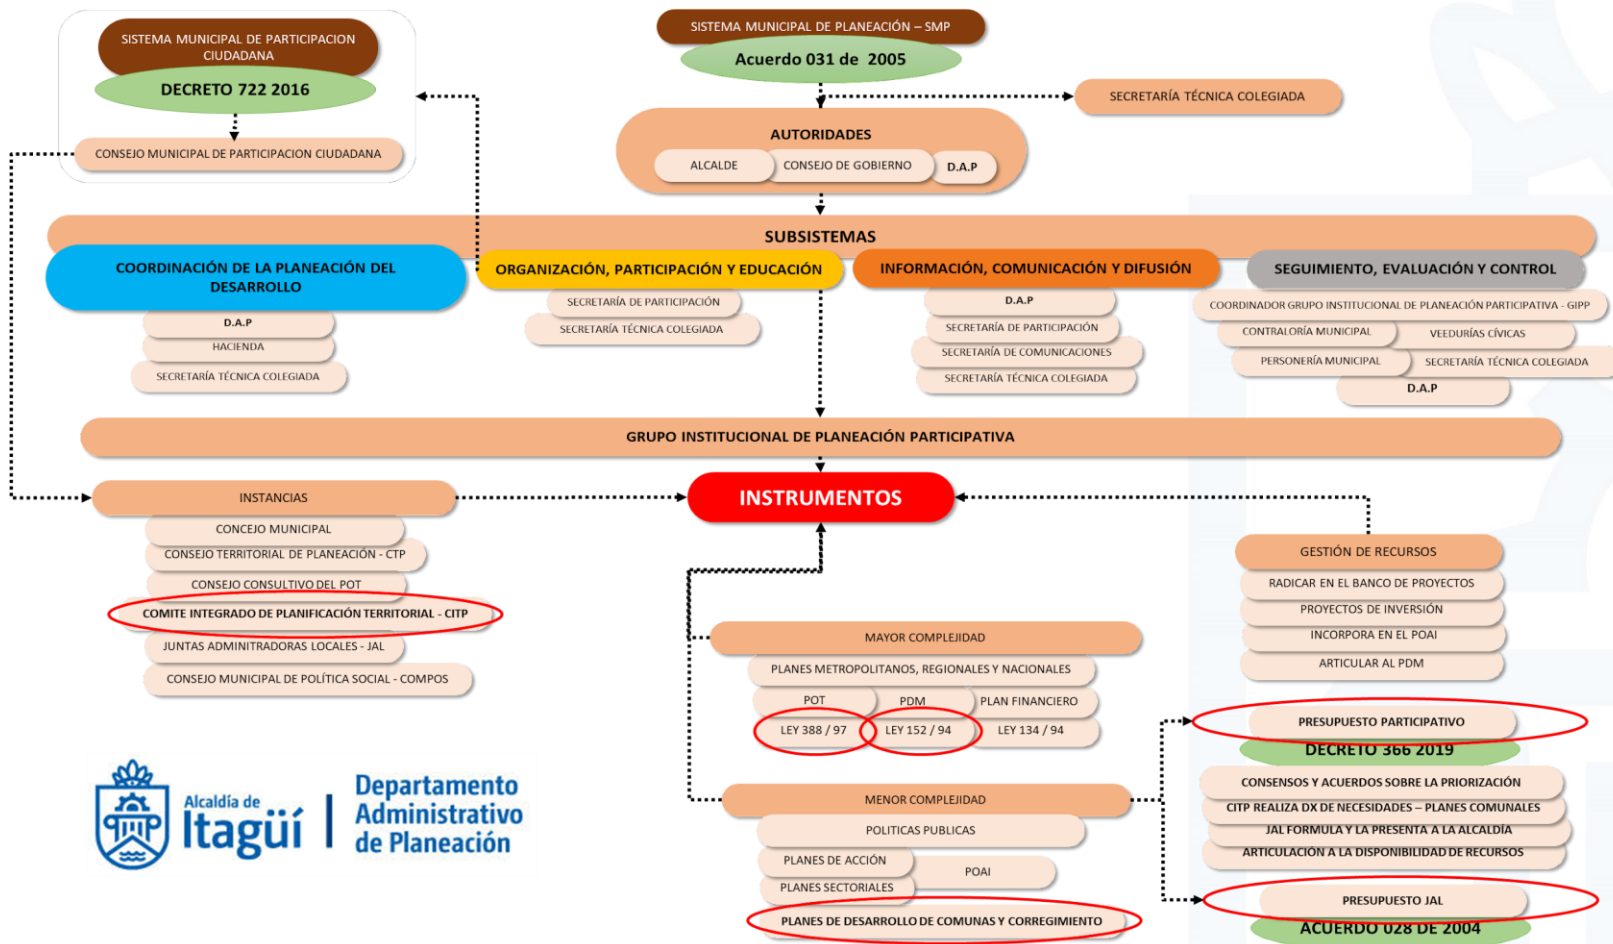 SISTEMA MUNICIPAL DE PARTICIPACION
CIUDADANA
DECRETO 722 2016
CONSEJO MUNICIPAL DE PARTICIPACION CIUDADANA
SISTEMA MUNICIPAL DE PLANEACIÓN – SMP
Acuerdo 031 de 2005
SECRETARÍA TÉCNICA COLEGIADA
AUTORIDADES
ALCALDE
CONSEJO DE GOBIERNO
D.A.P
SUBSISTEMAS
COORDINACIÓN DE LA PLANEACIÓN DEL
DESARROLLO
D.A.P
HACIENDA
SECRETARÍA TÉCNICA COLEGIADA
ORGANIZACIÓN, PARTICIPACIÓN Y EDUCACIÓN
SECRETARÍA DE PARTICIPACIÓN
SECRETARÍA TÉCNICA COLEGIADA
INFORMACIÓN, COMUNICACIÓN Y DIFUSIÓN
D.A.P
SECRETARÍA DE PARTICIPACIÓN
SECRETARÍA DE COMUNICACIONES
SECRETARÍA TÉCNICA COLEGIADA
SEGUIMIENTO, EVALUACIÓN Y CONTROL
COORDINADOR GRUPO INSTITUCIONAL DE PLANEACIÓN PARTICIPATIVA - GIPP
CONTRALORÍA MUNICIPAL
VEEDURÍAS CÍVICAS
PERSONERÍA MUNICIPAL
SECRETARÍA TÉCNICA COLEGIADA
D.A.P
GRUPO INSTITUCIONAL DE PLANEACIÓN PARTICIPATIVA
INSTANCIAS
CONCEJO MUNICIPAL
CONSEJO TERRITORIAL DE PLANEACIÓN - CTP
CONSEJO CONSULTIVO DEL POT
COMITE INTEGRADO DE PLANIFICACIÓN TERRITORIAL - CITP
JUNTAS ADMINITRADORAS LOCALES - JAL
CONSEJO MUNICIPAL DE POLÍTICA SOCIAL - COMPOS
INSTRUMENTOS
MAYOR COMPLEJIDAD
PLANES METROPOLITANOS, REGIONALES Y NACIONALES
POT
PDM
PLAN FINANCIERO
LEY 388 / 97
LEY 152 / 94
LEY 134 / 94
MENOR COMPLEJIDAD
POLITICAS PUBLICAS
PLANES DE ACCIÓN
POAI
PLANES SECTORIALES
PLANES DE DESARROLLO DE COMUNAS Y CORREGIMIENTO
GESTIÓN DE RECURSOS
RADICAR EN EL BANCO DE PROYECTOS
PROYECTOS DE INVERSIÓN
INCORPORA EN EL POAI
ARTICULAR AL PDM
PRESUPUESTO PARTICIPATIVO
DECRETO 366 2019
CONSENSOS Y ACUERDOS SOBRE LA PRIORIZACIÓN
CITP REALIZA DX DE NECESIDADES – PLANES COMUNALES
JAL FORMULA Y LA PRESENTA A LA ALCALDÍA
ARTICULACIÓN A LA DISPONIBILIDAD DE RECURSOS
PRESUPUESTO JAL
ACUERDO 028 DE 2004
Alcaldía de
Itagüí
Departamento
Administrativo
de Planeación